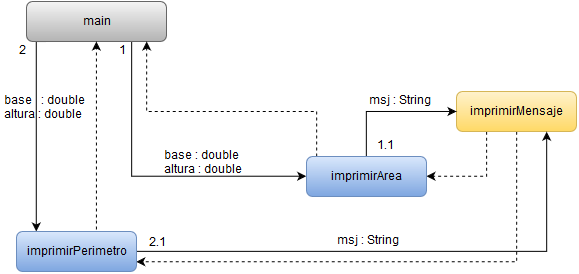 main
2
1
base : double
altura : double
msj : String
imprimirMensaje
1.1
base : double
altura : double
imprimirArea
imprimirPerimetro
2.1
msj : String